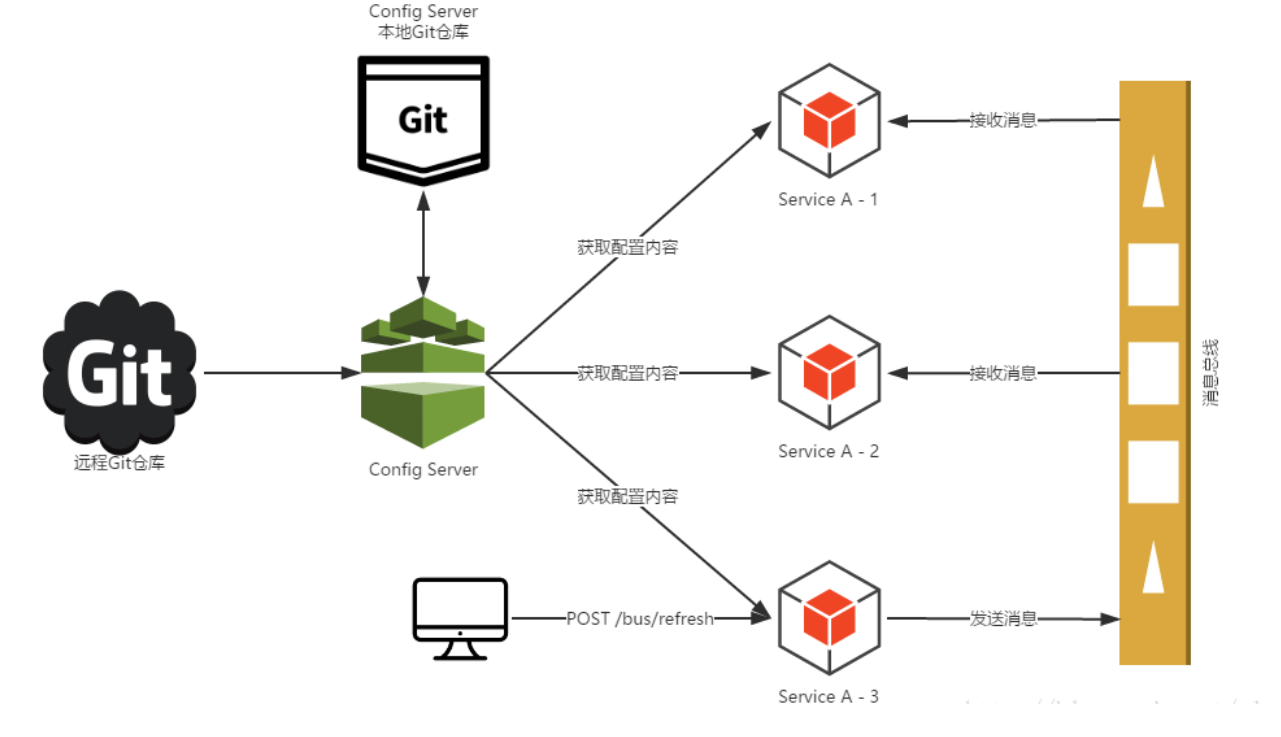 Config Server
本地Git仓库
Git
Service A - 1
接收消息
获取配置内容
Git
远程Git仓库
Config Server
获取配置内容
Service A - 2
接收消息
消息总线
获取配置内容
POST /bus/refresh
Service A - 3
发送消息